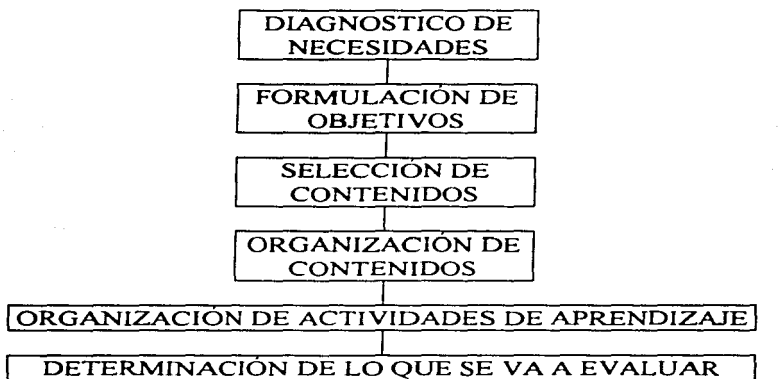 DIAGNOSTICO DE
NECESIDADES
FORMULACIÓN DE
OBJETIVOS
SELECCIÓN DE
CONTENIDOS
ORGANIZACIÓN DE
CONTENIDOS
ORGANIZACIÓN DE ACTIVIDADES DE APRENDIZAJE
DETERMINACIÓN DE LO QUE SE VA A EVALUAR